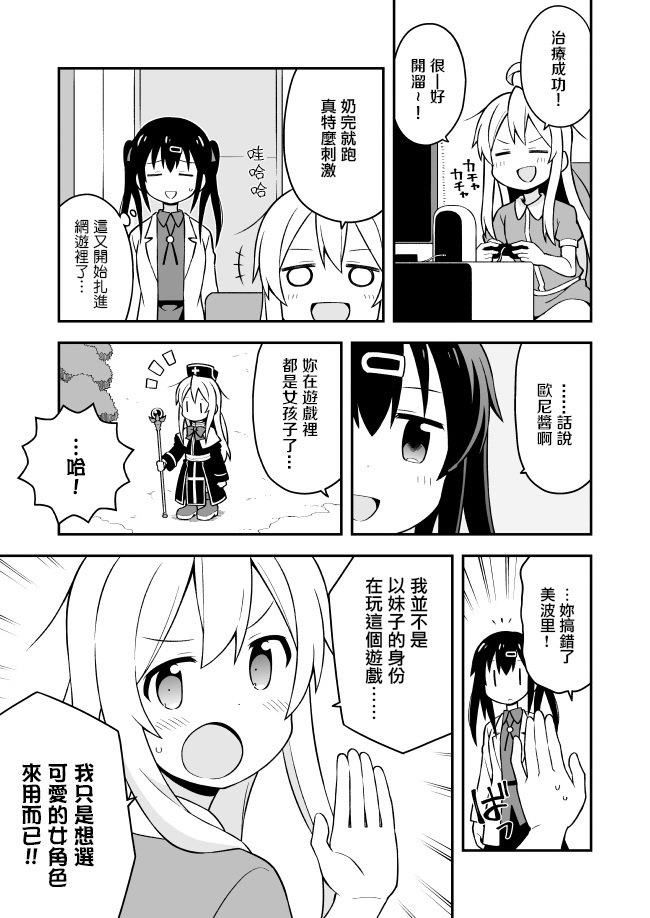 治療成功！
很—好
開溜～！
カチャ
カチャ
奶完就跑
真特麼刺激
哇哈哈
這又開始扎進
網遊裡了…
……話說
歐尼醬啊
妳在遊戲裡
都是女孩子了…
…哈！
…妳搞錯了
美波里！
ばっ
我並不是
以妹子的身份
在玩這個遊戲……
我只是想選
可愛的女角色
來用而已!!